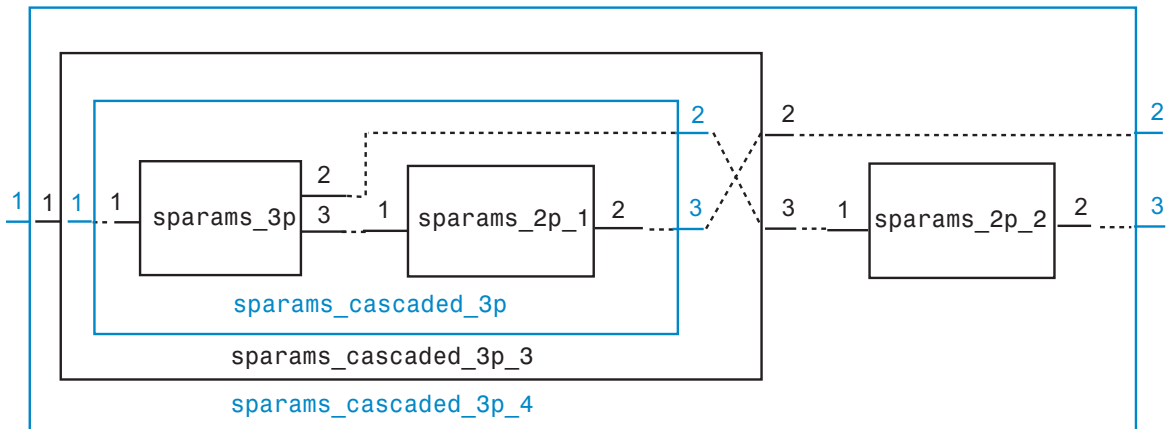 2 2 2
2
1 1 1 1 3 1 2 3 3 1 2 3
sparams_3p sparams_2p_1 sparams_2p_2
sparams_cascaded_3p
sparams_cascaded_3p_3
sparams_cascaded_3p_4